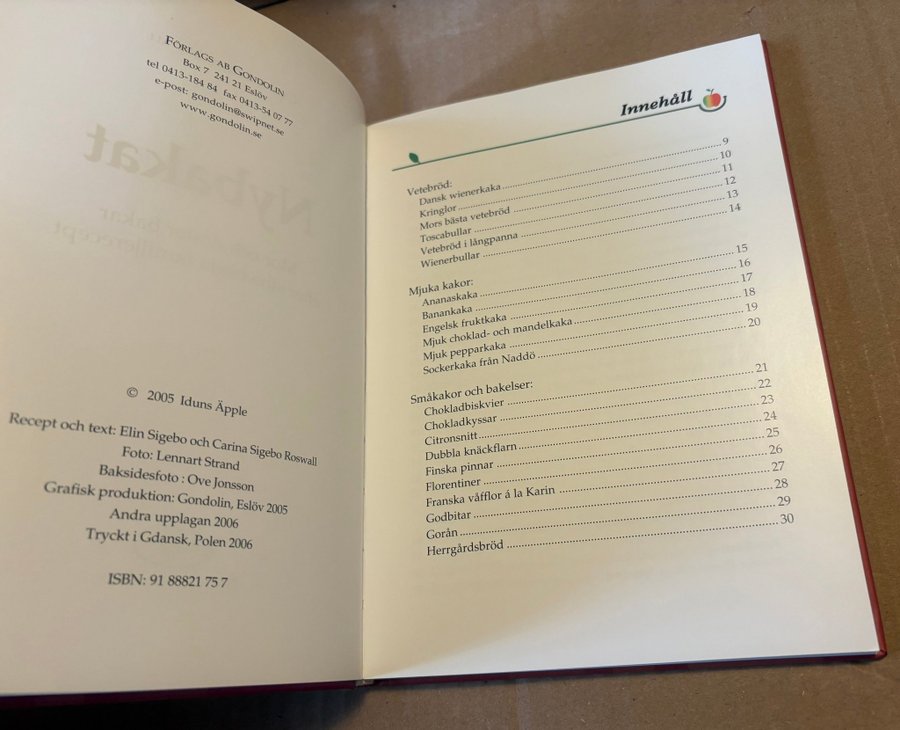 FÖRLAGS AB GONDOLIN
Box 7 241 21 Eslöv
tel 0413-184 84 fax 0413-54 07 77
e-post: gondolin@swipnet.se
www.gondolin.se
Nybakat
© 2005 Iduns Äpple
Recept och text: Elin Sigebo och Carina Sigebo Roswall
Foto: Lennart Strand
Baksidesfoto : Ove Jonsson
Grafisk produktion: Gondolin, Eslöv 2005
Andra upplagan 2006
Tryckt i Gdansk, Polen 2006
ISBN: 91 88821 75 7
Innehåll
Vetebröd:
Dansk wienerkaka 9
Kringlor 10
Mors bästa vetebröd 11
Toscabullar 12
Vetebröd i långpanna 13
Wienerbullar 14
Mjuka kakor:
Ananaskaka 15
Banankaka 16
Engelsk fruktkaka 17
Mjuk choklad- och mandelkaka 18
Mjuk pepparkaka 19
Sockerkaka från Naddö 20
Småkakor och bakelser:
Chokladbiskvier 21
Chokladkyssar 22
Citronsnitt 23
Dubbla knäckflarn 24
Finska pinnar 25
Florentiner 26
Franska våfflor á la Karin 27
Godbitar 28
Gorån 29
Herrgårdsbröd 30